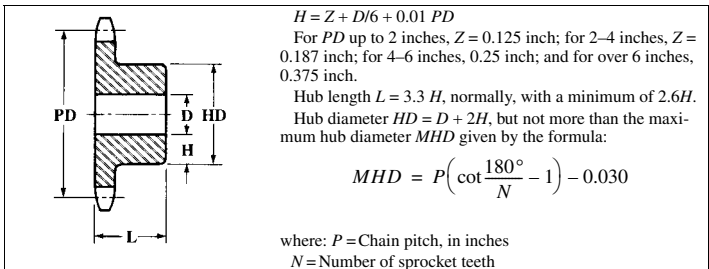 H = Z + D/6 + 0.01 PD
For PD up to 2 inches, Z = 0.125 inch; for 2–4 inches, Z =
0.187 inch; for 4–6 inches, 0.25 inch; and for over 6 inches,
0.375 inch.
Hub length L = 3.3 H, normally, with a minimum of 2.6H.
Hub diameter HD = D + 2H, but not more than the maxi-
mum hub diameter MHD given by the formula:
MHD = P(cot 180°/N – 1) – 0.030
where: P = Chain pitch, in inches
N = Number of sprocket teeth
PD
D
HD
H
L